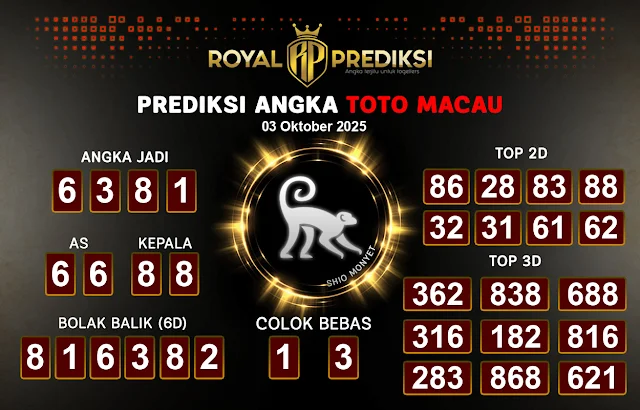 ROYAL RP PREDIKSI
Angka terjitu untuk togellers
PREDIKSI ANGKA TOTO MACAU
03 Oktober 2025
ANGKA JADI
6 3 8 1
AS KEPALA
6 6 8 8
BOLAK BALIK (6D)
8 1 6 3 8 2
SHIO MONYET
COLOK BEBAS
1 3
TOP 2D
86 28 83 88
32 31 61 62
TOP 3D
362 838 688
316 182 816
283 868 621